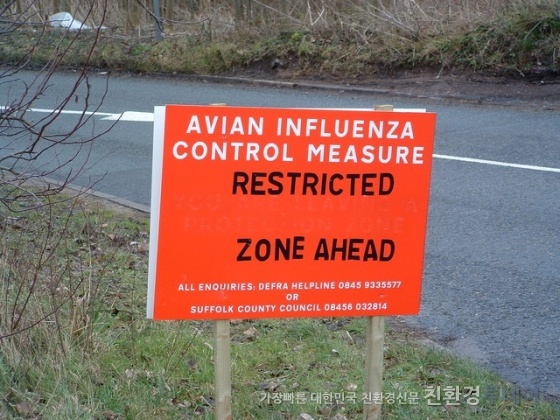 AVIAN INFLUENZA
CONTROL MEASURE
RESTRICTED
ZONE AHEAD
ALL ENQUIRIES: DEFRA HELPLINE 0845 9335577
OR
SUFFOLK COUNTY COUNCIL 08456 032814
가장빠른 대한민국 친환경신문 친환경